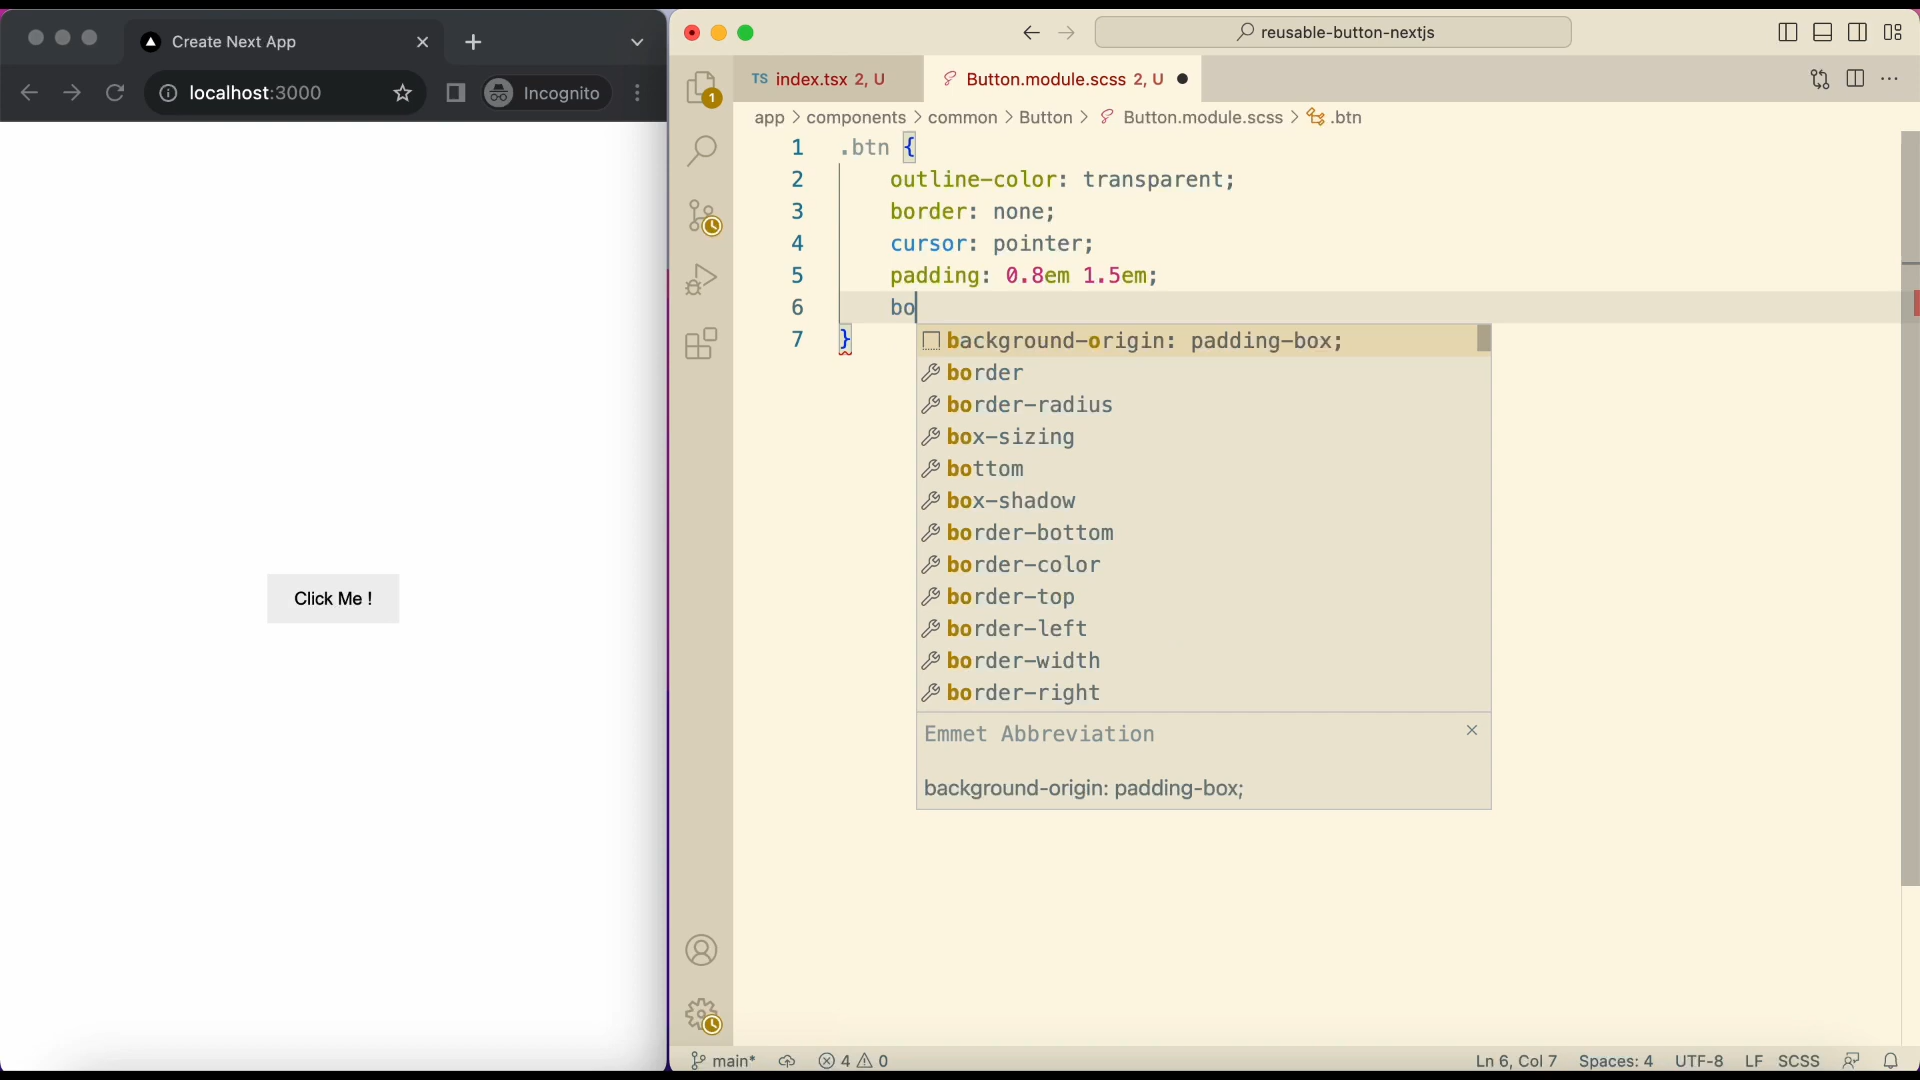 Create Next App
localhost:3000
Incognito
Click Me !
reusable-button-nextjs
1
TS index.tsx 2, U
Button.module.scss 2, U
app > components > common > Button > Button.module.scss > .btn
1 .btn {
2 outline-color: transparent;
3 border: none;
4 cursor: pointer;
5 padding: 0.8em 1.5em;
6 bo
7 }
background-origin: padding-box;
border
border-radius
box-sizing
bottom
box-shadow
border-bottom
border-color
border-top
border-left
border-width
border-right
Emmet Abbreviation
background-origin: padding-box;
main* 4 0 Ln 6, Col 7 Spaces: 4 UTF-8 LF SCSS